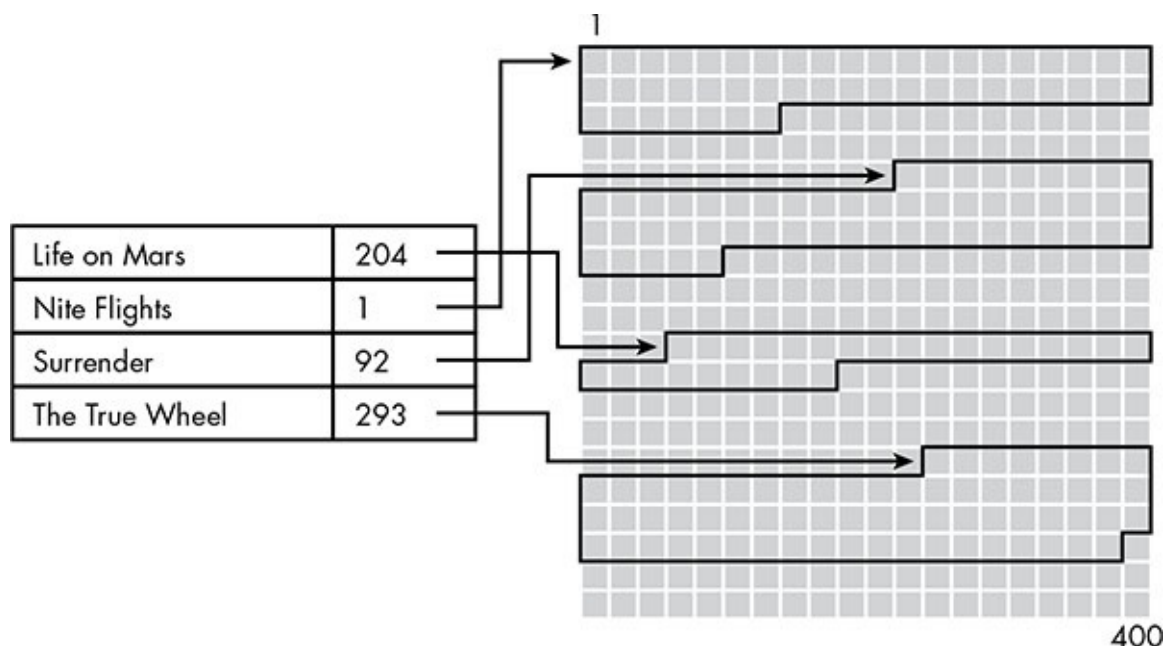 1
Life on Mars 204
Nite Flights 1
Surrender 92
The True Wheel 293
400